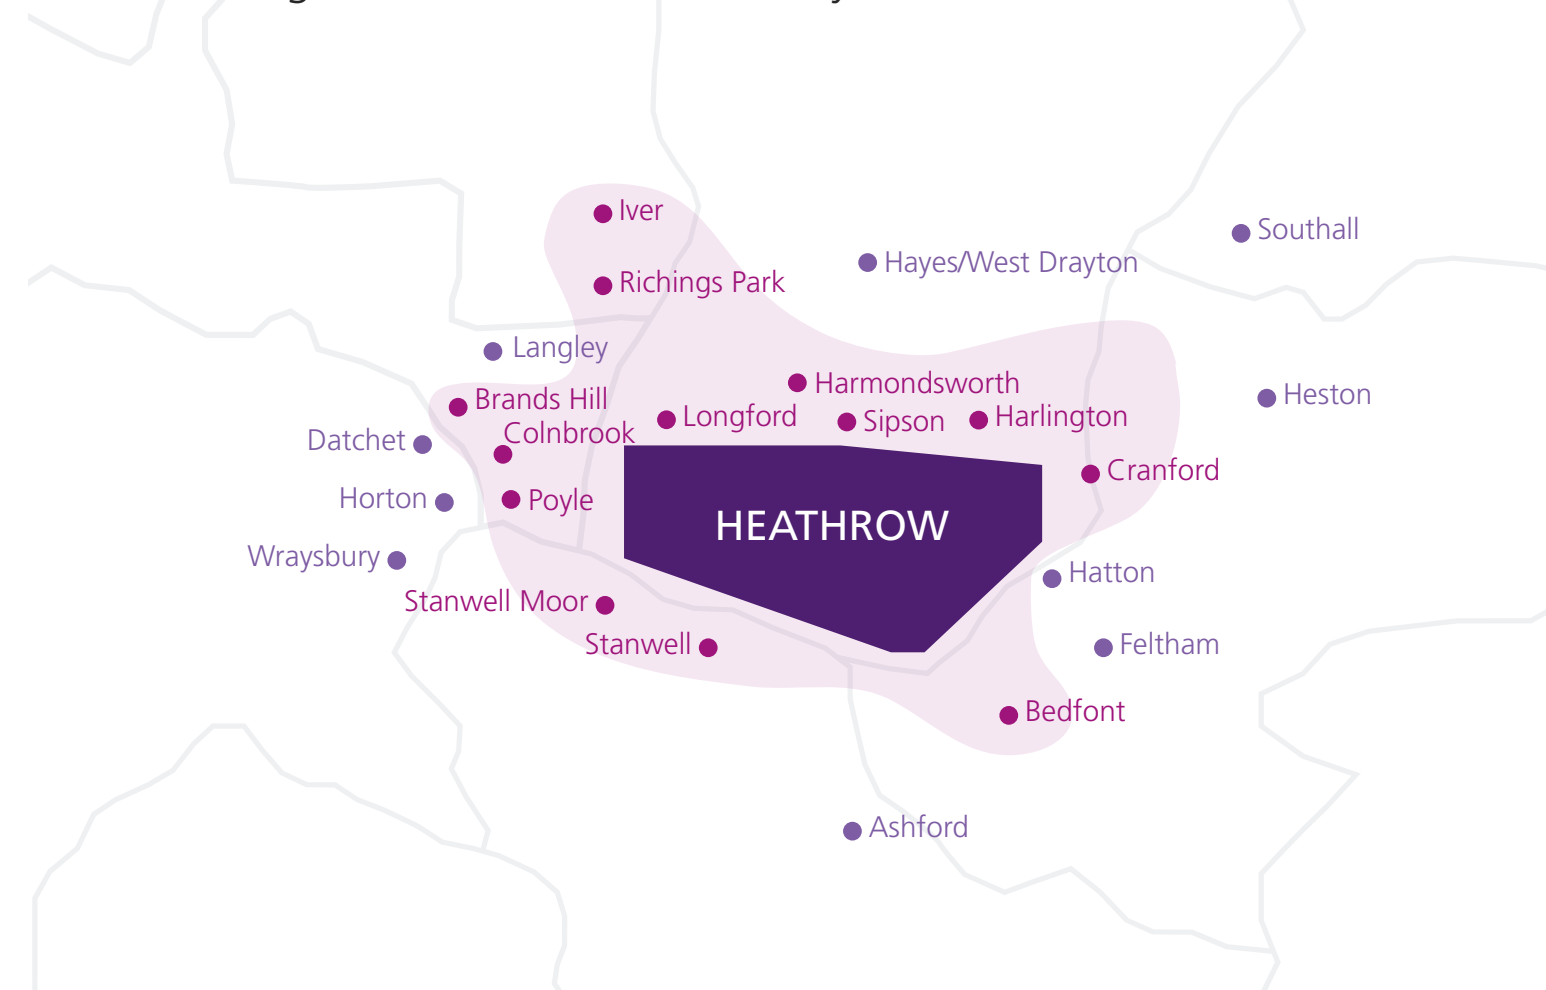 Iver
Southall
Hayes/West Drayton
Richings Park
Langley
Harmondsworth
Heston
Brands Hill
Longford
Sipson
Harlington
Colnbrook
Datchet
Cranford
Horton
Poyle
HEATHROW
Wraysbury
Hatton
Stanwell Moor
Stanwell
Feltham
Bedfont
Ashford